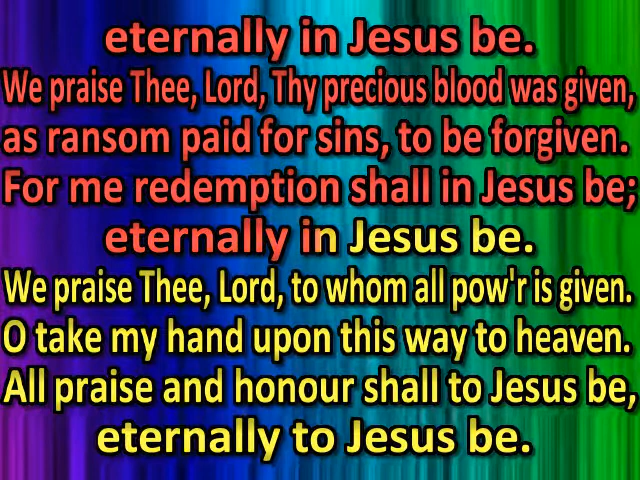 eternally in Jesus be.
We praise Thee, Lord, Thy precious blood was given,
as ransom paid for sins, to be forgiven.
For me redemption shall in Jesus be;
eternally in Jesus be.
We praise Thee, Lord, to whom all pow'r is given.
O take my hand upon this way to heaven.
All praise and honour shall to Jesus be,
eternally to Jesus be.